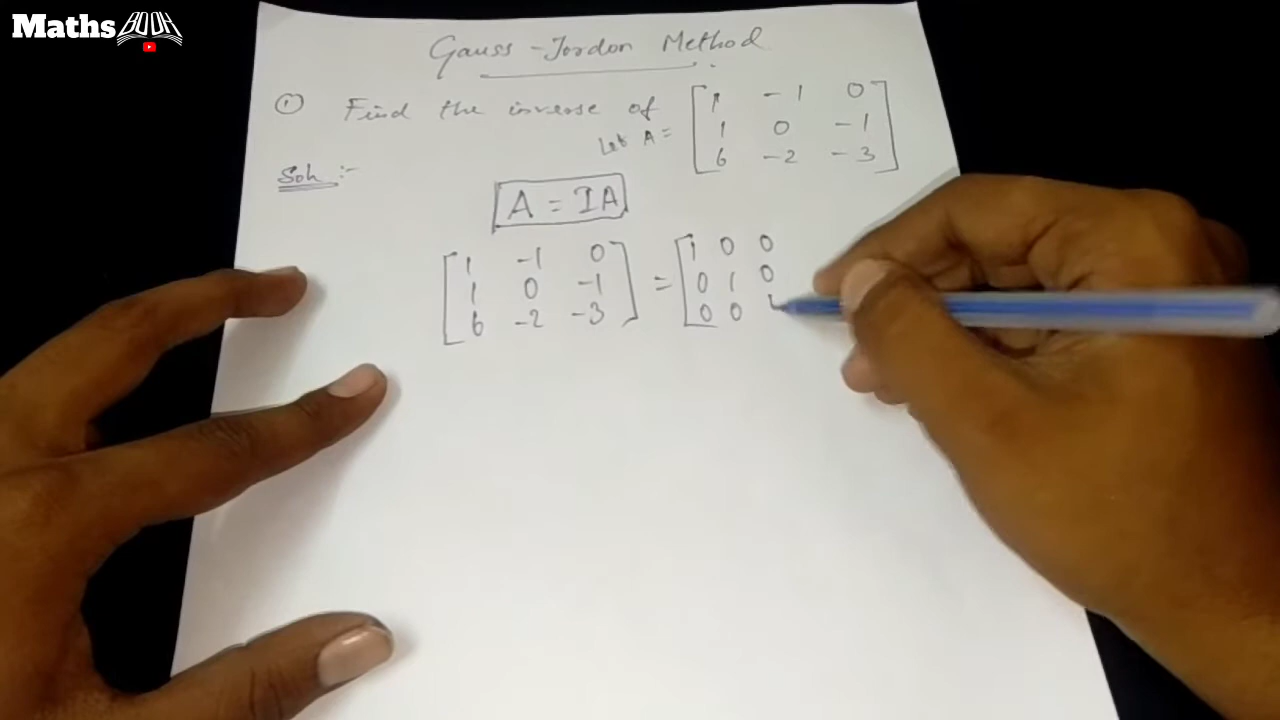 Maths BOOK
Gauss-Jordon Method
① Find the inverse of
Let A = [1 -1 0
1 0 -1
6 -2 -3]
Soln :-
A = IA
[1 -1 0 = [1 0 0
1 0 -1 0 1 0
6 -2 -3] 0 0